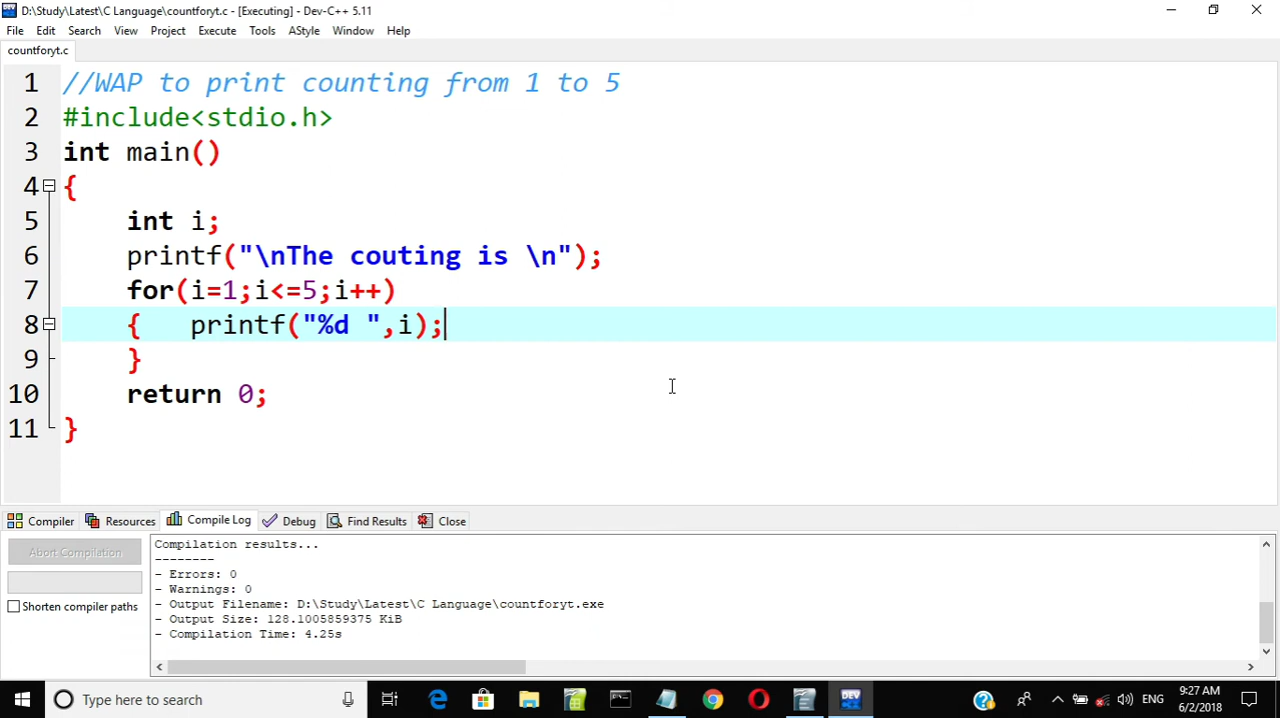 D:\Study\Latest\C Language\countforyt.c - [Executing] - Dev-C++ 5.11
File Edit Search View Project Execute Tools AStyle Window Help
countforyt.c
1 //WAP to print counting from 1 to 5
2 #include<stdio.h>
3 int main()
4 {
5 int i;
6 printf("\nThe couting is \n");
7 for(i=1;i<=5;i++)
8 { printf("%d ",i);
9 }
10 return 0;
11 }
Compiler Resources Compile Log Debug Find Results Close
Abort Compilation
Shorten compiler paths
Compilation results...
--------
- Errors: 0
- Warnings: 0
- Output Filename: D:\Study\Latest\C Language\countforyt.exe
- Output Size: 128.1005859375 KiB
- Compilation Time: 4.25s
Type here to search
DEV
ENG
9:27 AM
6/2/2018